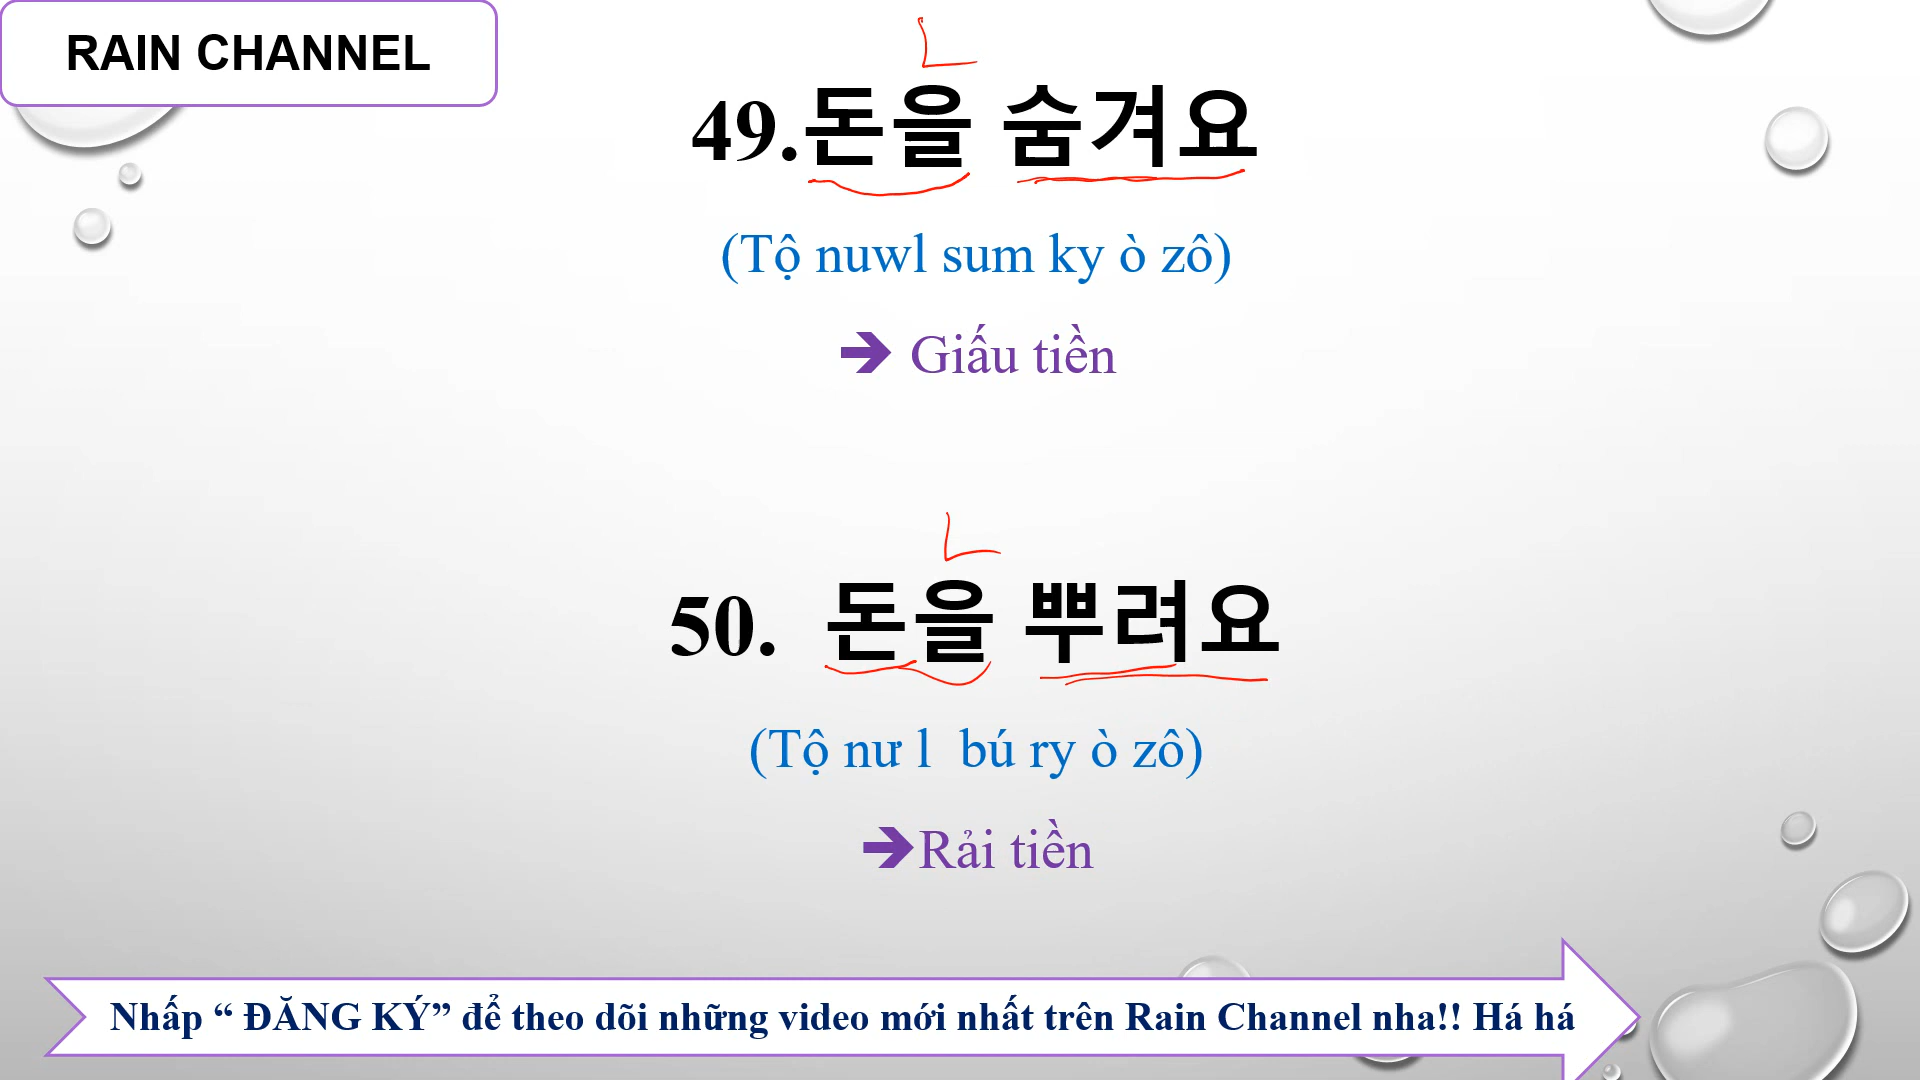 RAIN CHANNEL
ㄴ
49.돈을 숨겨요
(Tộ nuwl sum ky ò zô)
➔ Giấu tiền
ㄴ
50. 돈을 뿌려요
(Tộ nư l bú ry ò zô)
➔Rải tiền
Nhấp “ ĐĂNG KÝ” để theo dõi những video mới nhất trên Rain Channel nha!! Há há